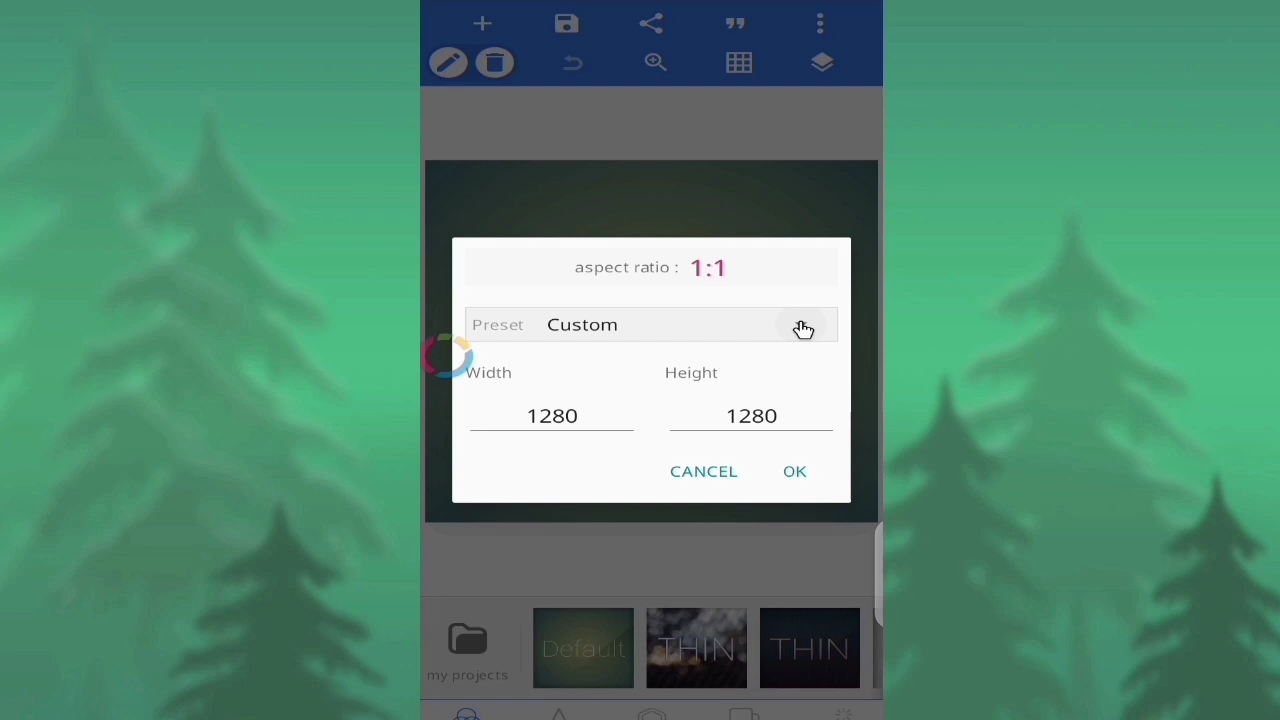 aspect ratio : 1:1
Preset Custom
Width Height
1280 1280
CANCEL OK
Default THIN THIN
my projects